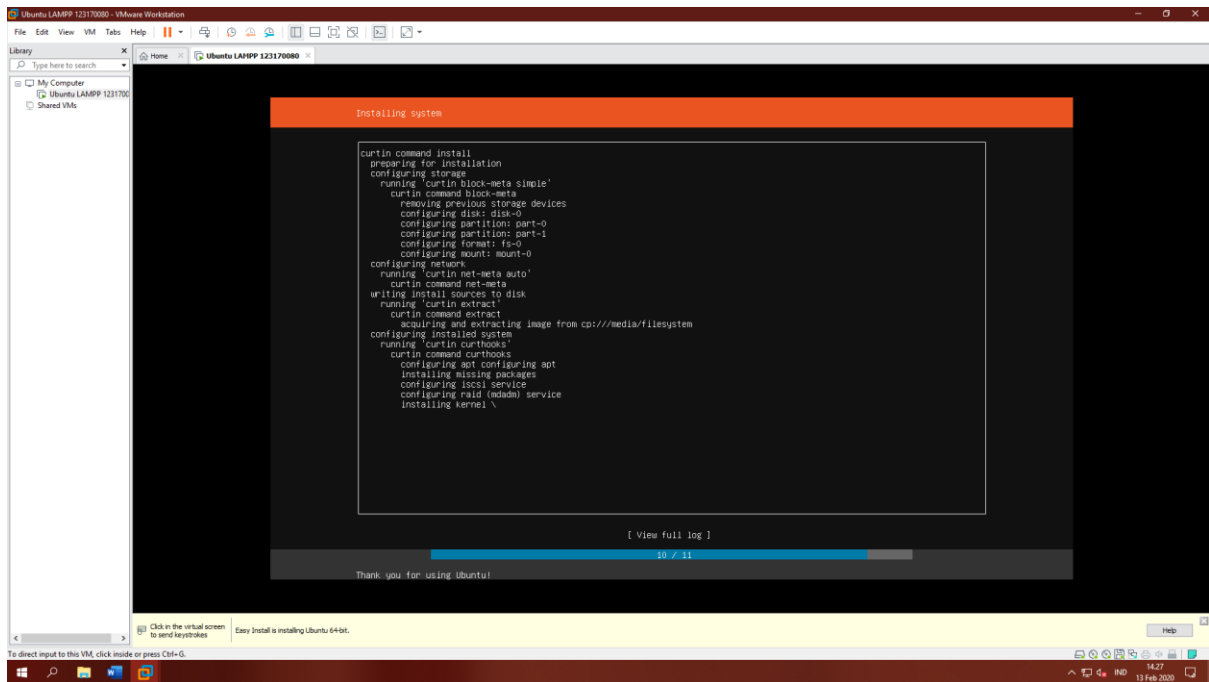 Ubuntu LAMPP 123170080 - VMware Workstation
File Edit View VM Tabs Help
Library
Type here to search
My Computer
Ubuntu LAMPP 1231700
Shared VMs
Home
Ubuntu LAMPP 123170080
Installing system
curtin command install
preparing for installation
configuring storage
running 'curtin block-meta simple'
curtin command block-meta
removing previous storage devices
configuring disk: disk-0
configuring partition: part-0
configuring partition: part-1
configuring format: fs-0
configuring mount: mount-0
configuring network
running 'curtin net-meta auto'
curtin command net-meta
writing install sources to disk
running 'curtin extract'
curtin command extract
acquiring and extracting image from cp:///media/filesystem
configuring installed system
running 'curtin curthooks'
curtin command curthooks
configuring apt configuring apt
installing missing packages
configuring iscsi service
configuring raid (mdadm) service
installing kernel \
[ View full log ]
10 / 11
Thank you for using Ubuntu!
Click in the virtual screen
to send keystrokes
Easy Install is installing Ubuntu 64-bit.
Help
To direct input to this VM, click inside or press Ctrl+G.
IND
14.27
13 Feb 2020